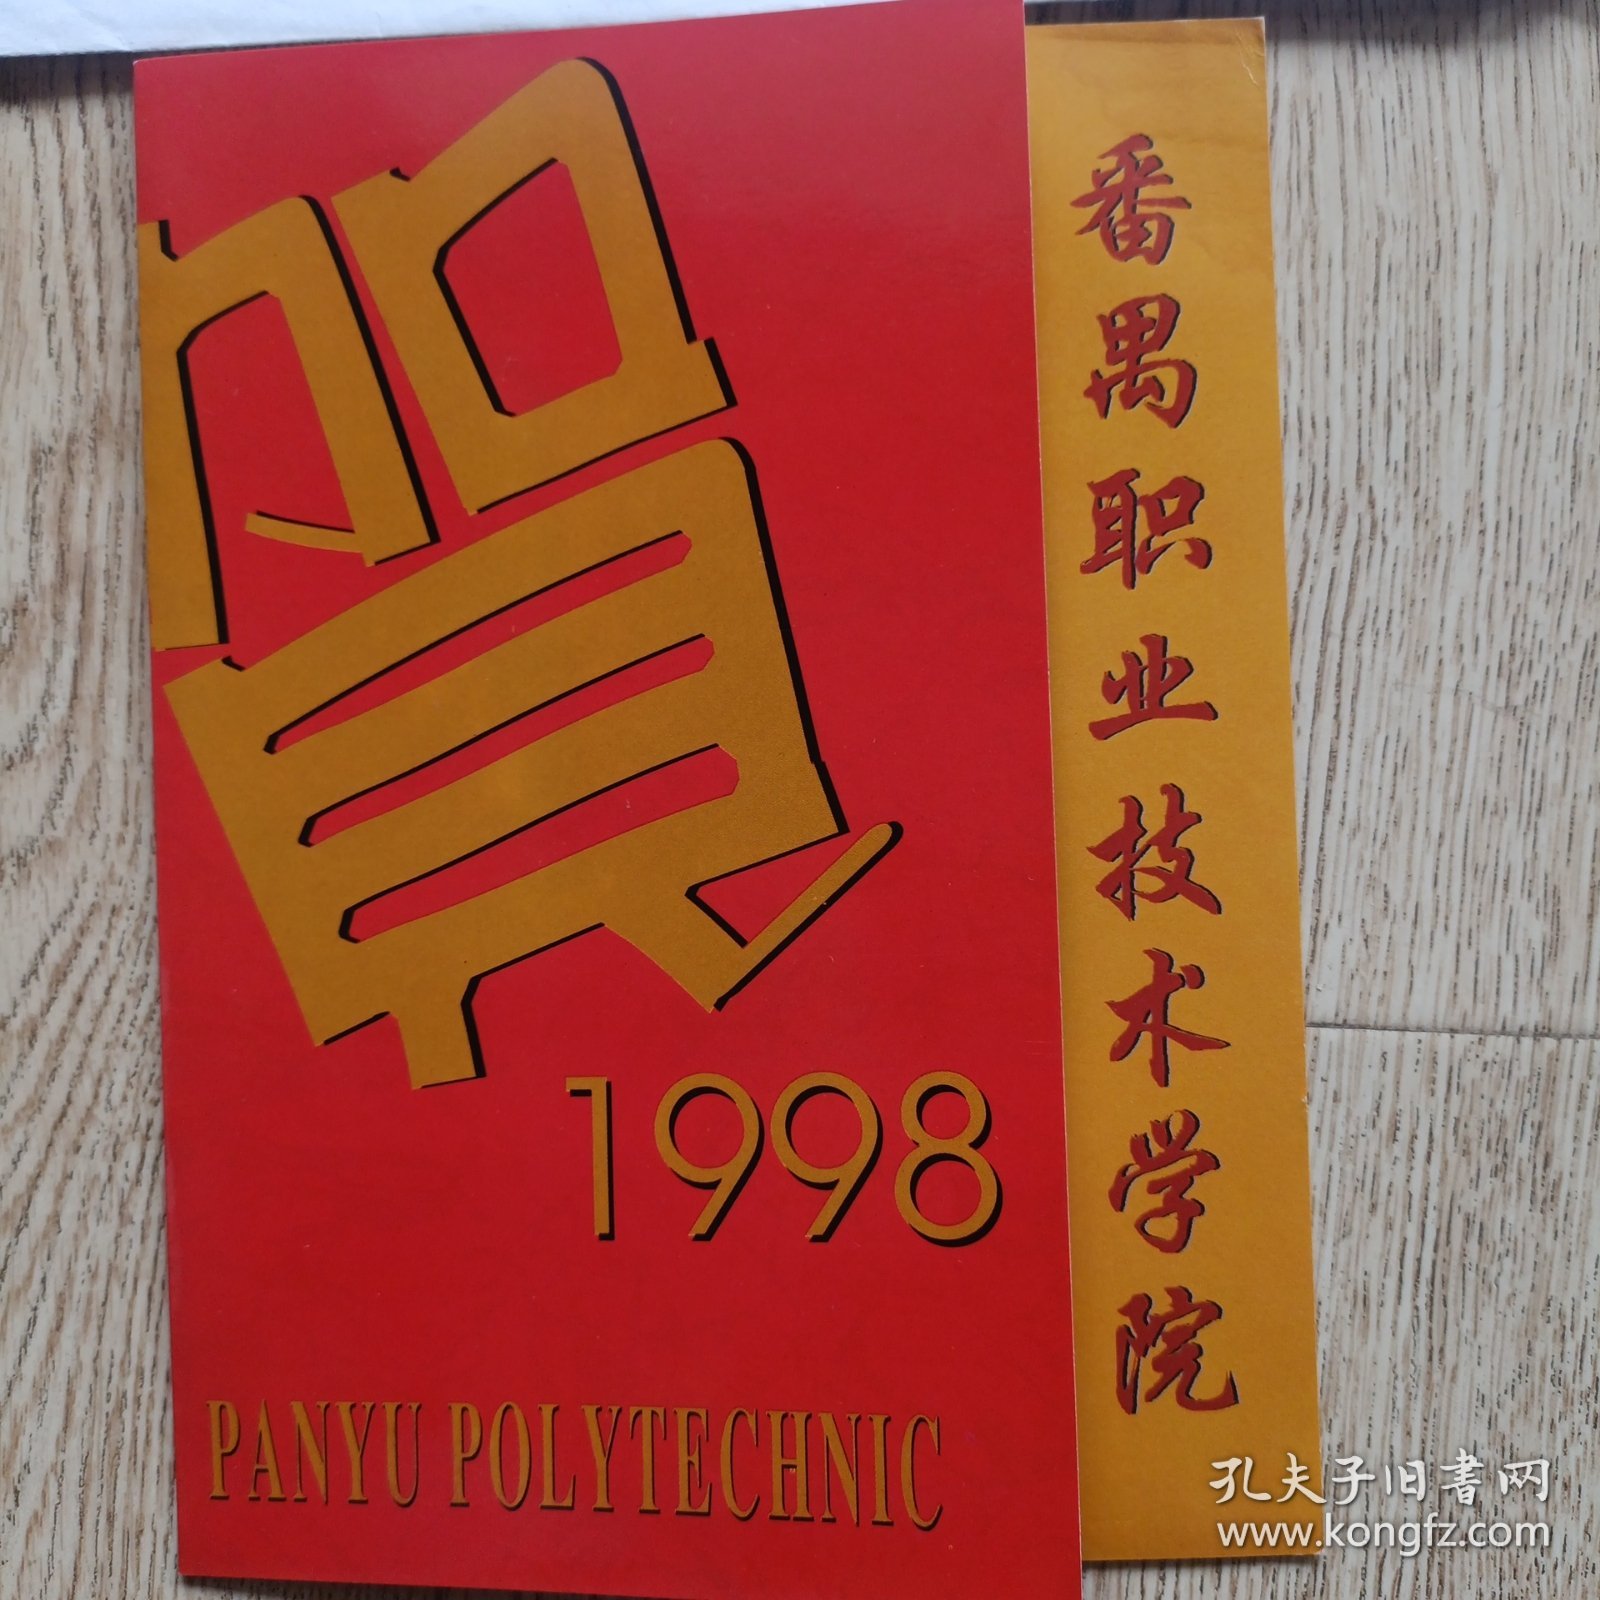 賀
1998
PANYU POLYTECHNIC
番禺职业技术学院
孔夫子旧书网
www.kongfz.com